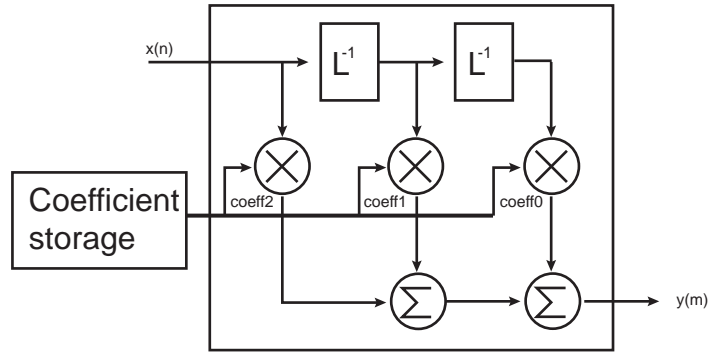 x(n)
L-1
L-1
Coefficient
storage
coeff2
coeff1
coeff0
Σ
Σ
y(m)